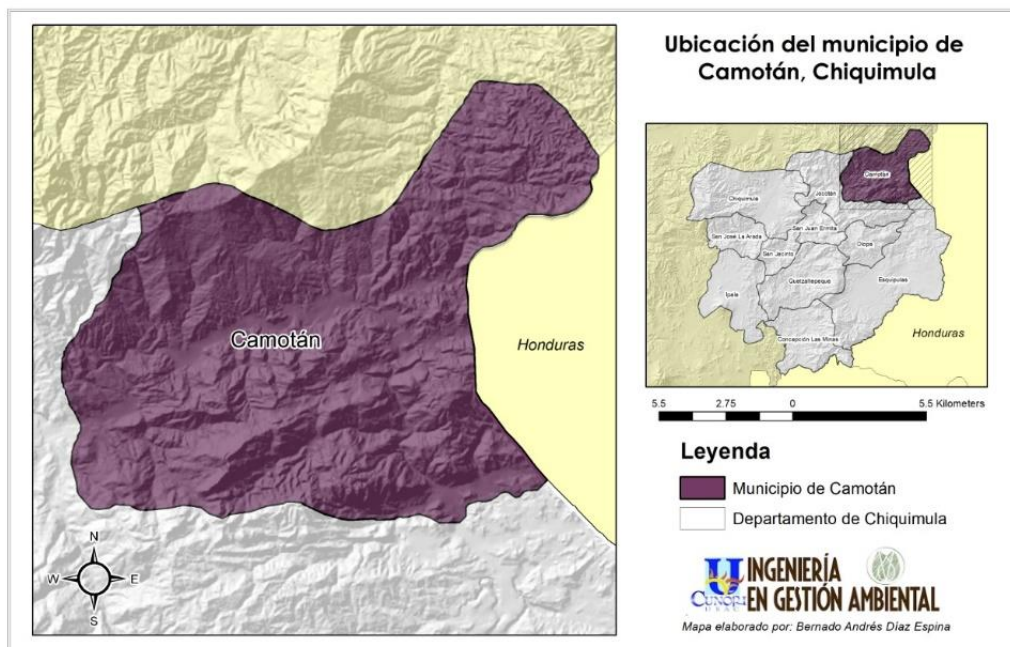 Ubicación del municipio de
Camotán, Chiquimula
Camotán
Honduras
N
W
E
S
Camotán
Jocotán
Chiquimula
San Juan Ermita
San José La Arada
Olopa
San Jacinto
Quezaltepeque
Esquipulas
Ipala
Concepción Las Minas
Honduras
5.5 2.75 0 5.5 Kilometers
Leyenda
Municipio de Camotán
Departamento de Chiquimula
U
CUNORI
USAC
INGENIERÍA
EN GESTIÓN AMBIENTAL
Mapa elaborado por: Bernado Andrés Díaz Espina